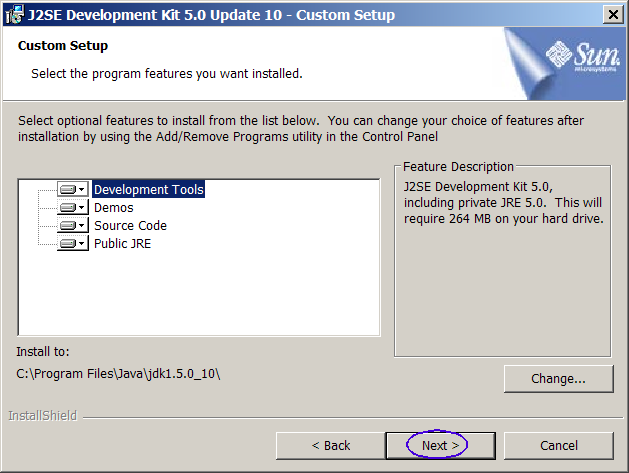 J2SE Development Kit 5.0 Update 10 - Custom Setup
Custom Setup
Select the program features you want installed.
Sun
microsystems
Select optional features to install from the list below. You can change your choice of features after
installation by using the Add/Remove Programs utility in the Control Panel
Development Tools
Demos
Source Code
Public JRE
Feature Description
J2SE Development Kit 5.0,
including private JRE 5.0. This will
require 264 MB on your hard drive.
Install to:
C:\Program Files\Java\jdk1.5.0_10\
Change...
InstallShield
< Back
Next >
Cancel